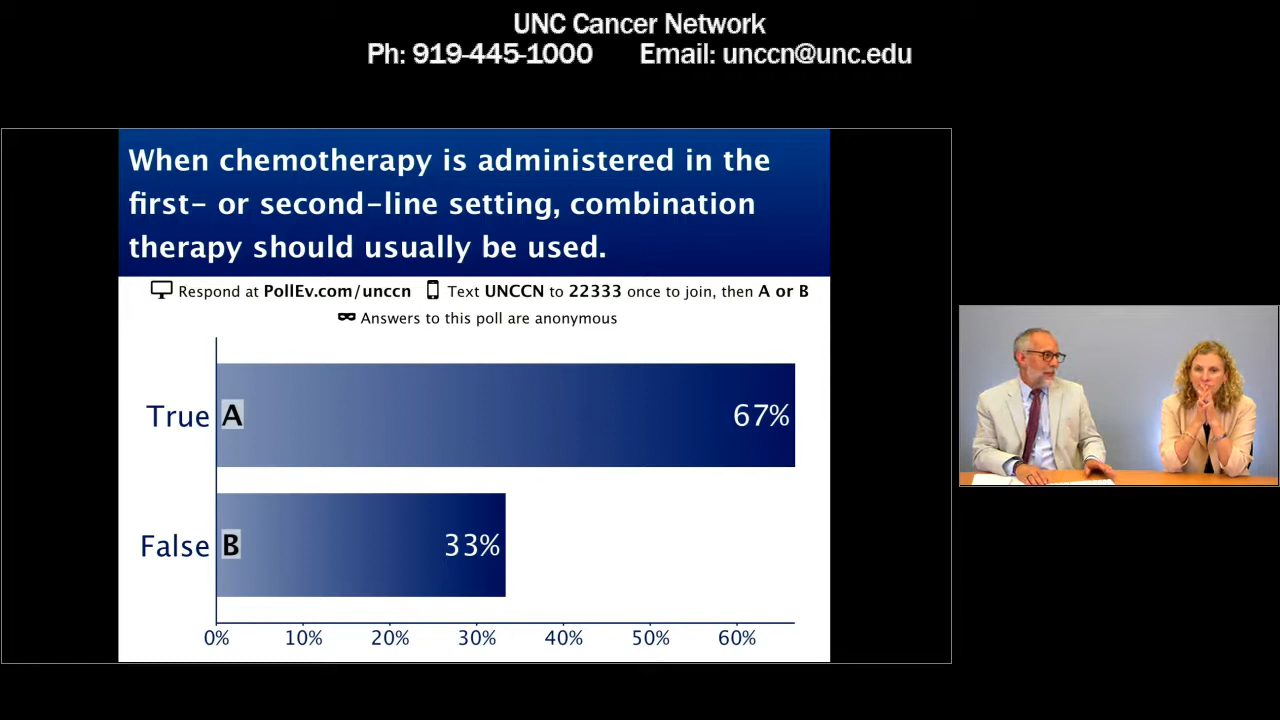 UNC Cancer Network
Ph: 919-445-1000 Email: unccn@unc.edu
When chemotherapy is administered in the
first- or second-line setting, combination
therapy should usually be used.
Respond at PollEv.com/unccn Text UNCCN to 22333 once to join, then A or B
Answers to this poll are anonymous
True A 67%
False B 33%
0% 10% 20% 30% 40% 50% 60%